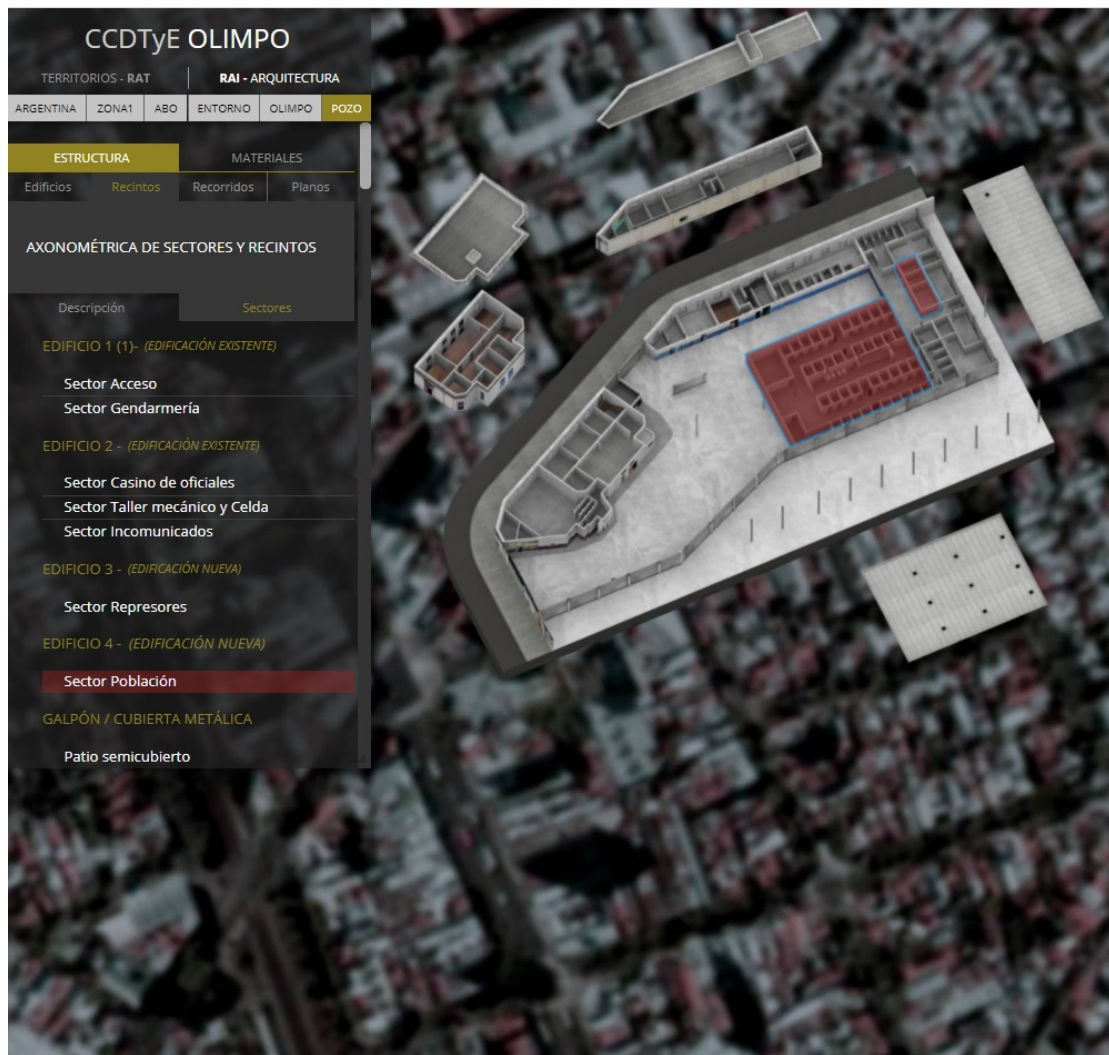 CCDTyE OLIMPO
TERRITORIOS - RAT
RAI - ARQUITECTURA
ARGENTINA
ZONA1
ABO
ENTORNO
OLIMPO
POZO
ESTRUCTURA
MATERIALES
Edificios
Recintos
Recorridos
Planos
AXONOMÉTRICA DE SECTORES Y RECINTOS
Descripción
Sectores
EDIFICIO 1 (1)- (EDIFICACIÓN EXISTENTE)
Sector Acceso
Sector Gendarmería
EDIFICIO 2 - (EDIFICACIÓN EXISTENTE)
Sector Casino de oficiales
Sector Taller mecánico y Celda
Sector Incomunicados
EDIFICIO 3 - (EDIFICACIÓN NUEVA)
Sector Represores
EDIFICIO 4 - (EDIFICACIÓN NUEVA)
Sector Población
GALPÓN / CUBIERTA METÁLICA
Patio semicubierto